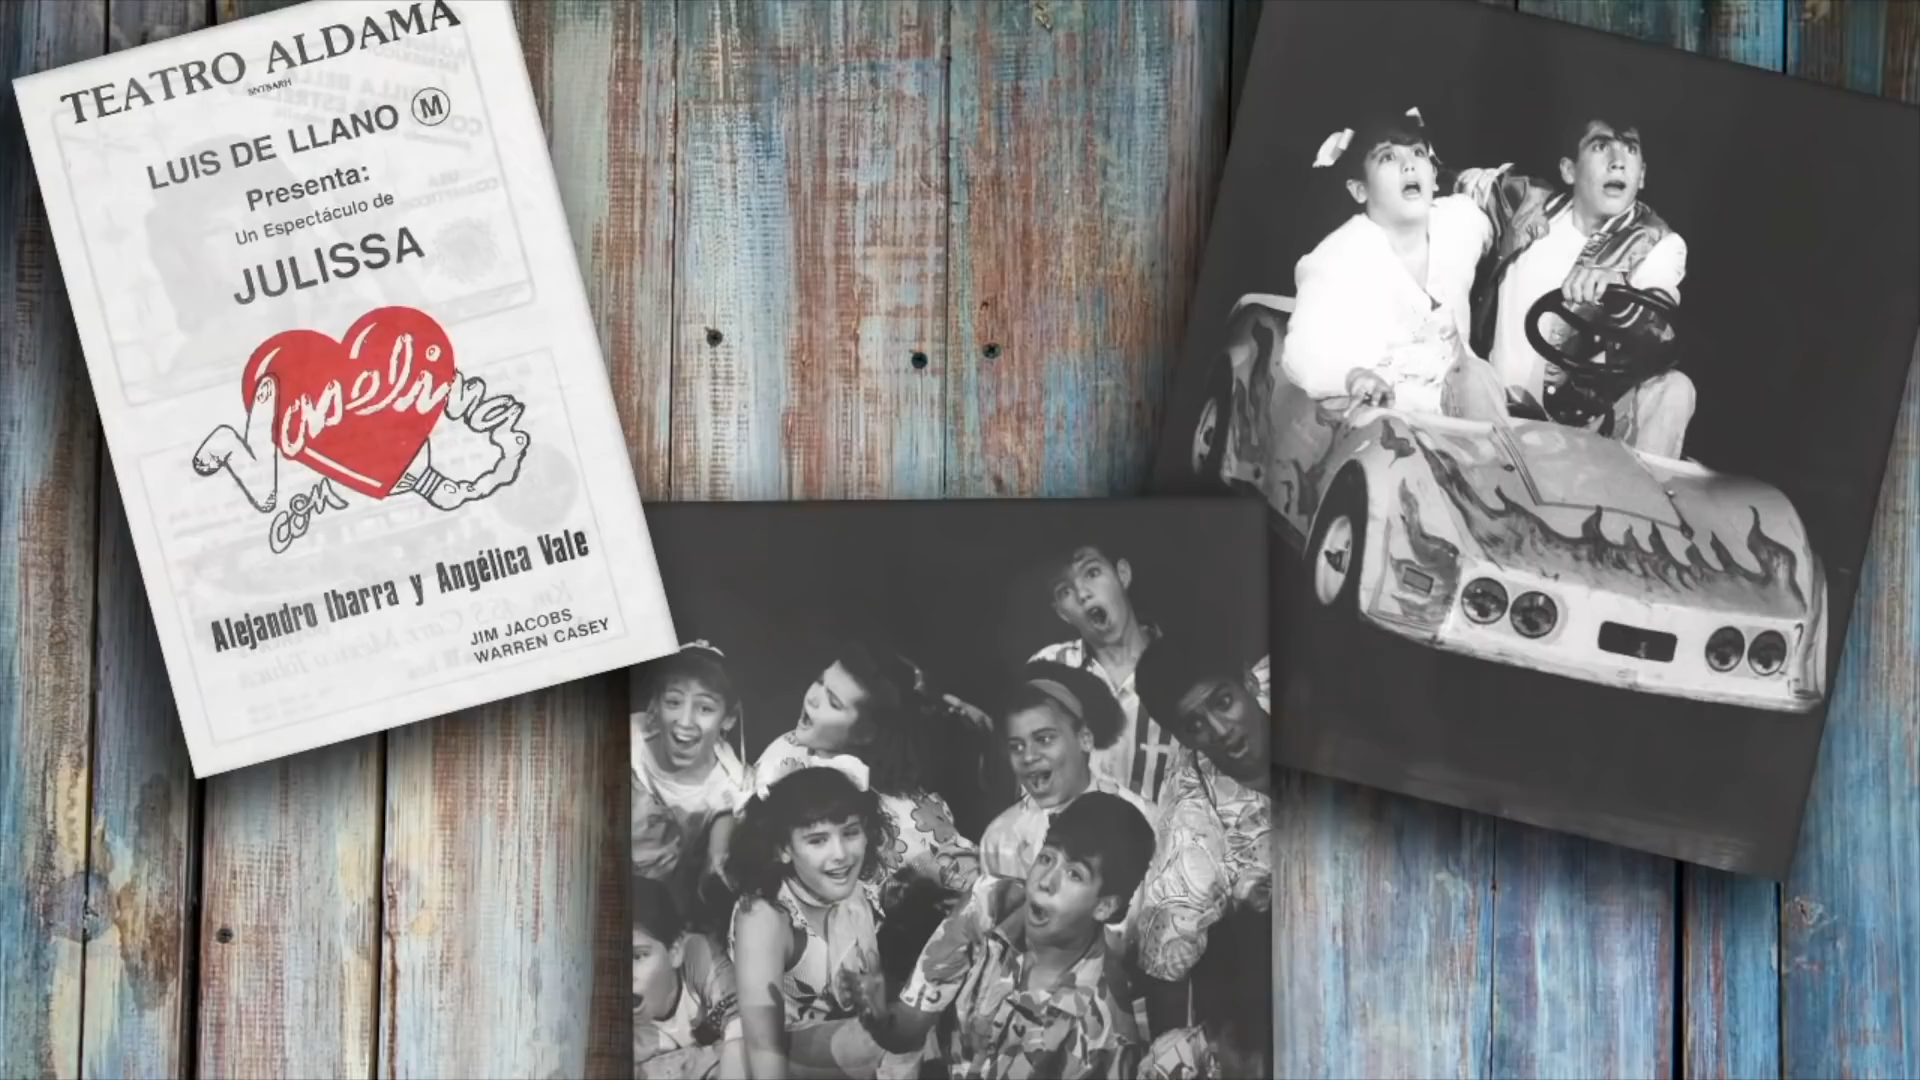 TEATRO ALDAMA
SNTSARH
LUIS DE LLANO M
Presenta:
Un Espectáculo de
JULISSA
Vaselina
con
Alejandro Ibarra y Angélica Vale
JIM JACOBS
WARREN CASEY